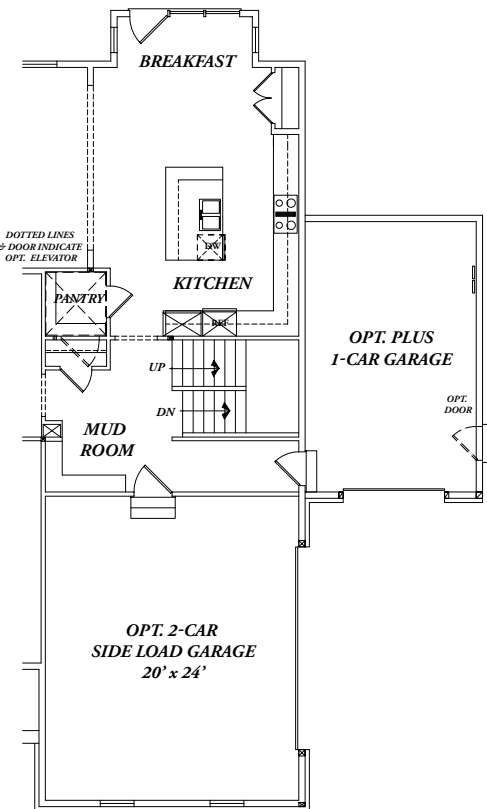 BREAKFAST
DOTTED LINES
& DOOR INDICATE
OPT. ELEVATOR
DW
KITCHEN
PANTRY
REF
OPT. PLUS
1-CAR GARAGE
UP
OPT.
DOOR
DN
MUD
ROOM
OPT. 2-CAR
SIDE LOAD GARAGE
20' x 24'